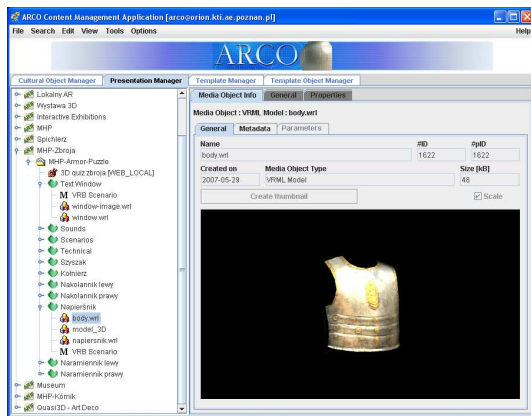 ARCO Content Management Application [arco@orion.kti.ae.poznan.pl]
File Search Edit View Tools Options Help
ARCO
Cultural Object Manager Presentation Manager Template Manager Template Object Manager
Lokalny AR
Wystawa 3D
Interactive Exhibitions
MHP
Spichlerz
MHP-Zbroja
MHP-Armor-Puzzle
3D quiz zbroja [WEB_LOCAL]
Text Window
M VRB Scenario
window-image.wrl
window.wrl
Sounds
Scenarios
Technical
Szyszak
Kołnierz
Nakolannik lewy
Nakolannik prawy
Napierśnik
body.wrl
model_3D
napiersnik.wrl
M VRB Scenario
Naramiennik lewy
Naramiennik prawy
Museum
MHP-Kórnik
Quasi3D - Art Deco
Media Object Info General Properties
Media Object : VRML Model : body.wrl
General Metadata Parameters
Name #ID #pID
body.wrl 1622 1622
Created on Media Object Type Size [kB]
2007-05-29 VRML Model 48
Create thumbnail Scale